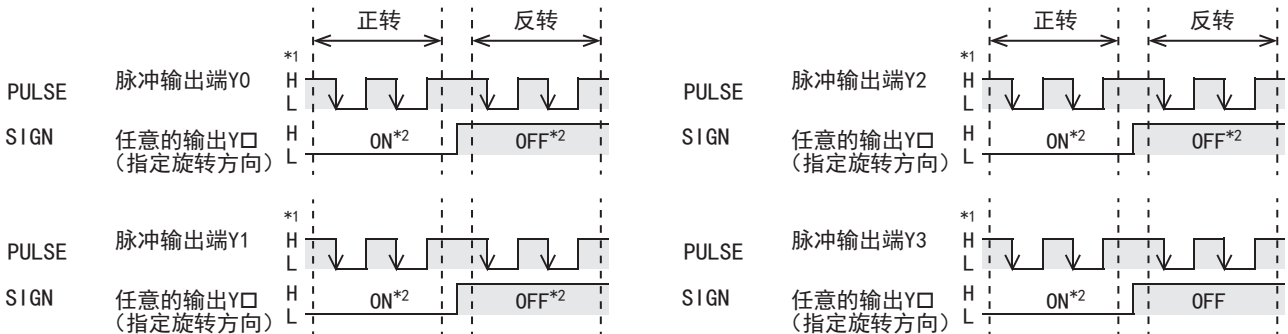 正转 反转
*1
PULSE 脉冲输出端Y0 H
L
SIGN 任意的输出Y口 H ON*2 OFF*2
（指定旋转方向） L
*1
PULSE 脉冲输出端Y1 H
L
SIGN 任意的输出Y口 H ON*2 OFF*2
（指定旋转方向） L
正转 反转
*1
PULSE 脉冲输出端Y2 H
L
SIGN 任意的输出Y口 H ON*2 OFF*2
（指定旋转方向） L
*1
PULSE 脉冲输出端Y3 H
L
SIGN 任意的输出Y口 H ON*2 OFF
（指定旋转方向） L